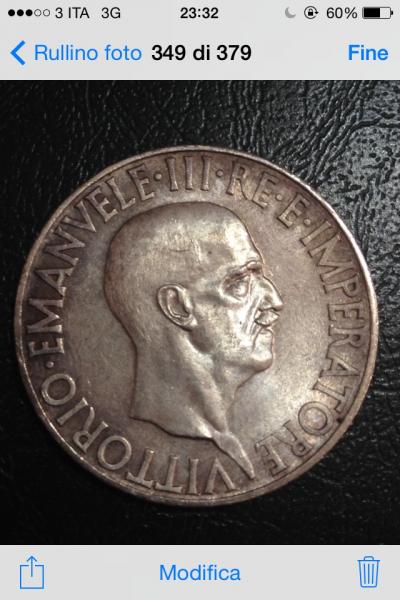 3 ITA 3G 23:32 60%
Rullino foto 349 di 379 Fine
VITTORIO·EMANVELE·III·RE·E·IMPERATORE
Modifica